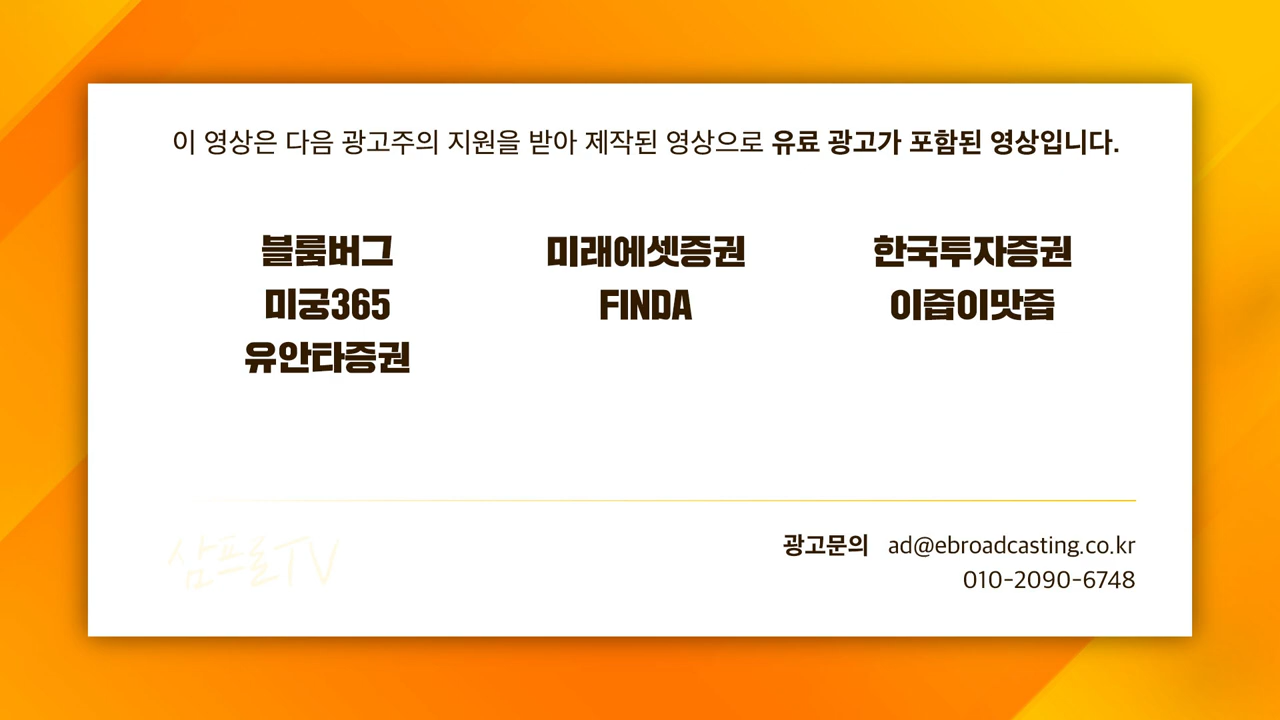 이 영상은 다음 광고주의 지원을 받아 제작된 영상으로 유료 광고가 포함된 영상입니다.
블룸버그 미래에셋증권 한국투자증권
미궁365 FINDA 이즙이맛즙
유안타증권
삼프로TV
광고문의 ad@ebroadcasting.co.kr
010-2090-6748